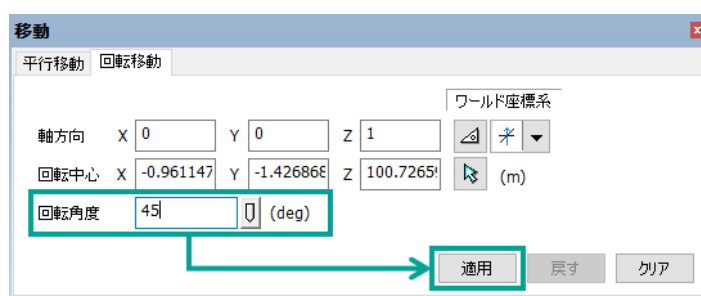 移動
平行移動 回転移動
ワールド座標系
軸方向 X 0 Y 0 Z 1
回転中心 X -0.961147 Y -1.426868 Z 100.7265 (m)
回転角度 45 (deg)
適用 戻す クリア